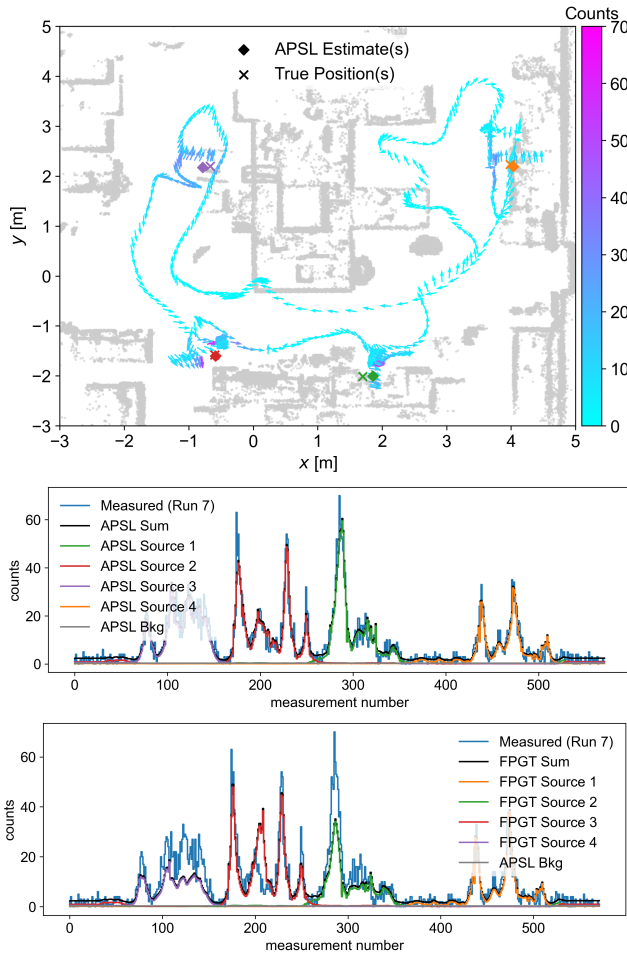 Counts
5
4
3
2
1
0
−1
−2
−3
y [m]
APSL Estimate(s)
True Position(s)
70
60
50
40
30
20
10
0
−3 −2 −1 0 1 2 3 4 5
x [m]
60
40
20
0
counts
Measured (Run 7)
APSL Sum
APSL Source 1
APSL Source 2
APSL Source 3
APSL Source 4
APSL Bkg
0 100 200 300 400 500
measurement number
60
40
20
0
counts
Measured (Run 7)
FPGT Sum
FPGT Source 1
FPGT Source 2
FPGT Source 3
FPGT Source 4
APSL Bkg
0 100 200 300 400 500
measurement number